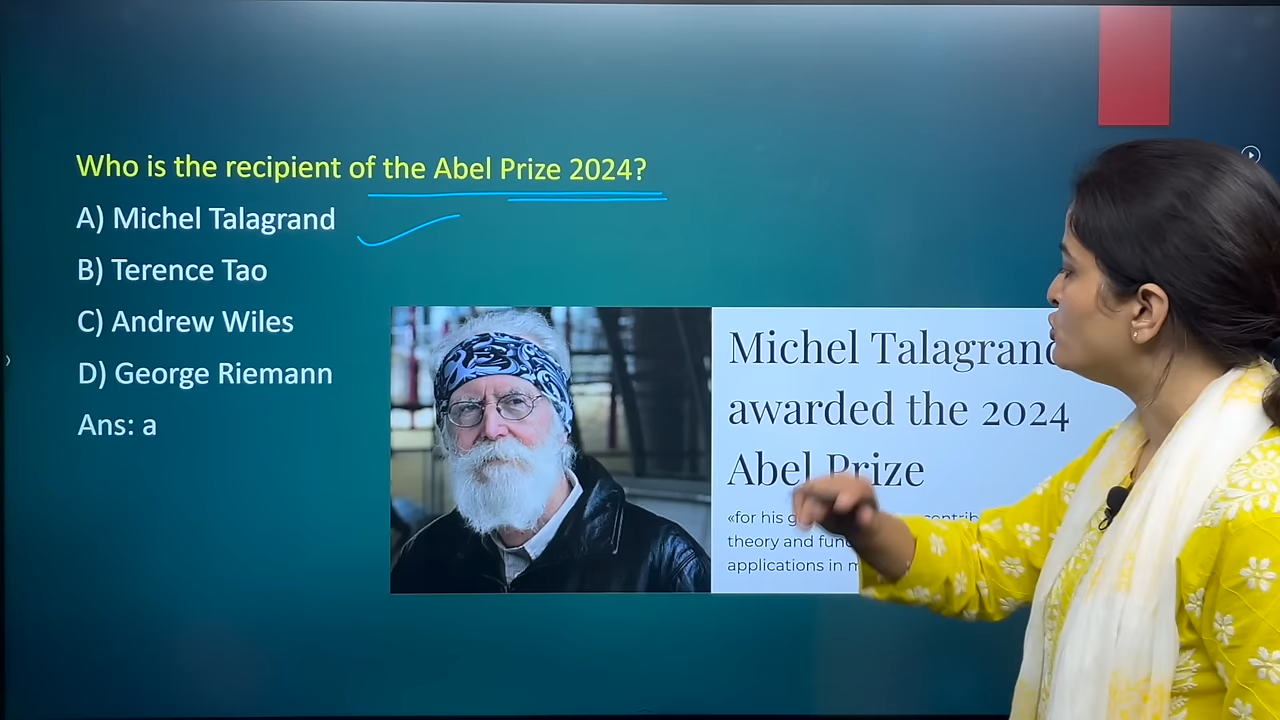 Who is the recipient of the Abel Prize 2024?
A) Michel Talagrand
B) Terence Tao
C) Andrew Wiles
D) George Riemann
Ans: a
Michel Talagrand
awarded the 2024
Abel Prize
«for his
theory and
applications in